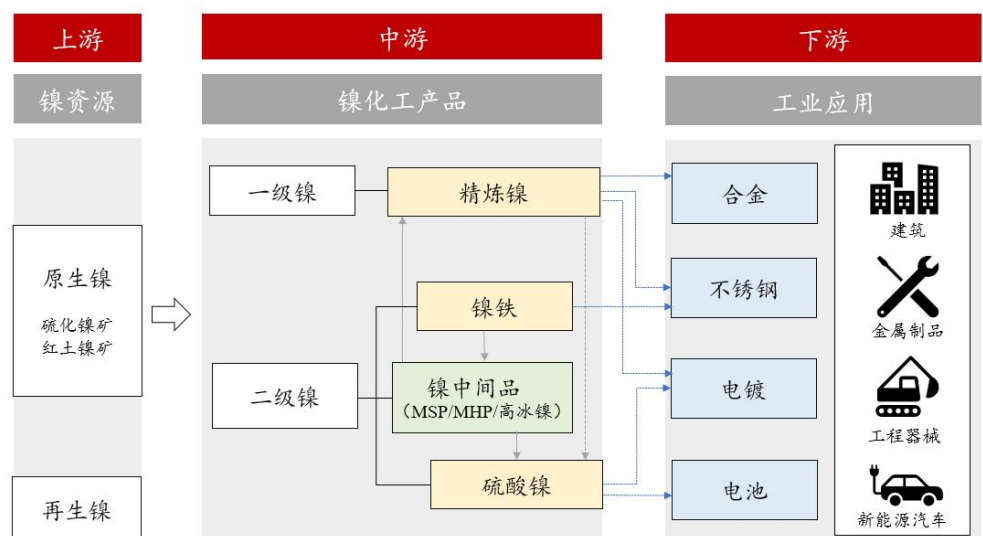 上游
中游
下游
镍资源
镍化工产品
工业应用
原生镍
硫化镍矿
红土镍矿
再生镍
一级镍
精炼镍
镍铁
二级镍
镍中间品
（MSP/MHP/高冰镍）
硫酸镍
合金
不锈钢
电镀
电池
建筑
金属制品
工程器械
新能源汽车